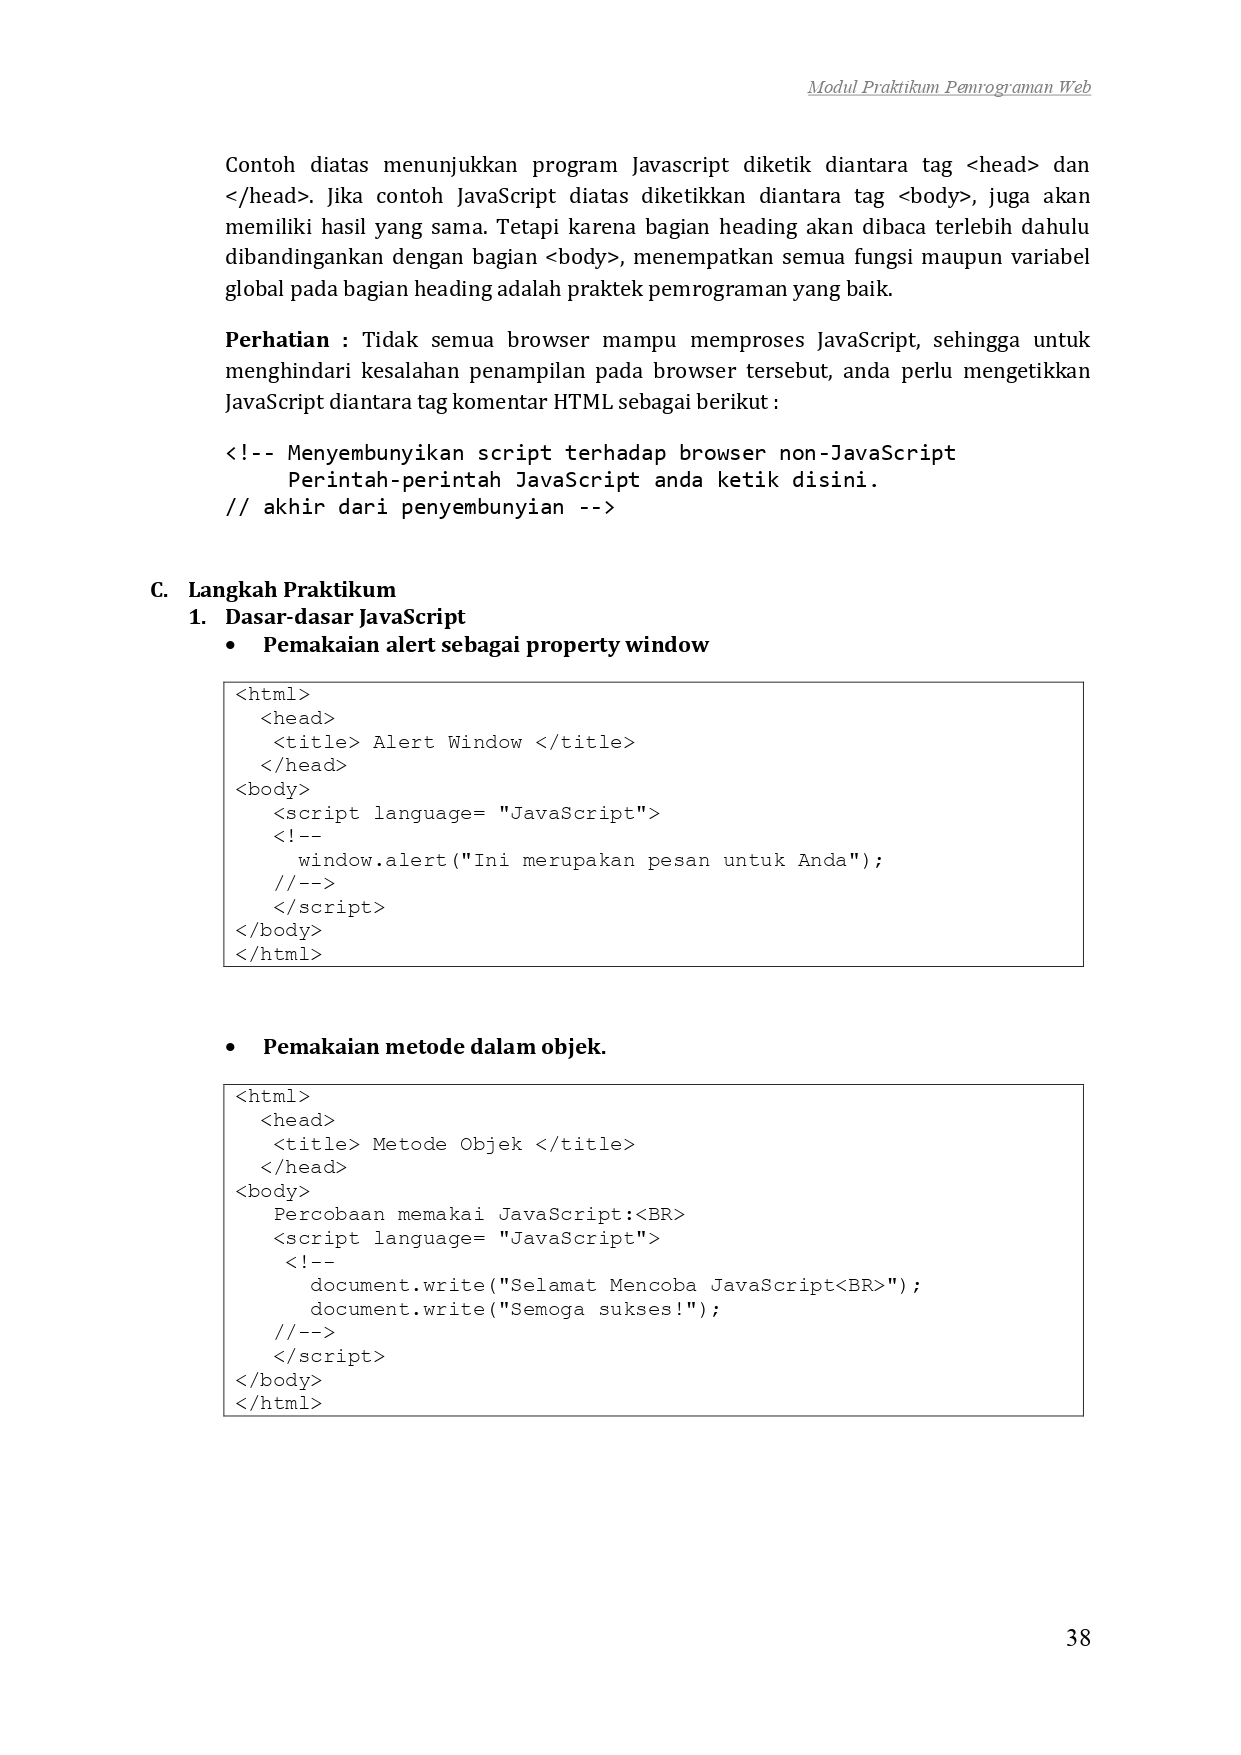 Modul Praktikum Pemrograman Web
Contoh diatas menunjukkan program Javascript diketik diantara tag <head> dan
</head>. Jika contoh JavaScript diatas diketikkan diantara tag <body>, juga akan
memiliki hasil yang sama. Tetapi karena bagian heading akan dibaca terlebih dahulu
dibandingankan dengan bagian <body>, menempatkan semua fungsi maupun variabel
global pada bagian heading adalah praktek pemrograman yang baik.
Perhatian : Tidak semua browser mampu memproses JavaScript, sehingga untuk
menghindari kesalahan penampilan pada browser tersebut, anda perlu mengetikkan
JavaScript diantara tag komentar HTML sebagai berikut :
<!-- Menyembunyikan script terhadap browser non-JavaScript
     Perintah-perintah JavaScript anda ketik disini.
// akhir dari penyembunyian -->
C. Langkah Praktikum
1. Dasar-dasar JavaScript
• Pemakaian alert sebagai property window
<html>
  <head>
   <title> Alert Window </title>
  </head>
<body>
   <script language= "JavaScript">
   <!--
     window.alert("Ini merupakan pesan untuk Anda");
   //-->
   </script>
</body>
</html>
• Pemakaian metode dalam objek.
<html>
  <head>
   <title> Metode Objek </title>
  </head>
<body>
   Percobaan memakai JavaScript:<BR>
   <script language= "JavaScript">
    <!--
      document.write("Selamat Mencoba JavaScript<BR>");
      document.write("Semoga sukses!");
   //-->
   </script>
</body>
</html>
38